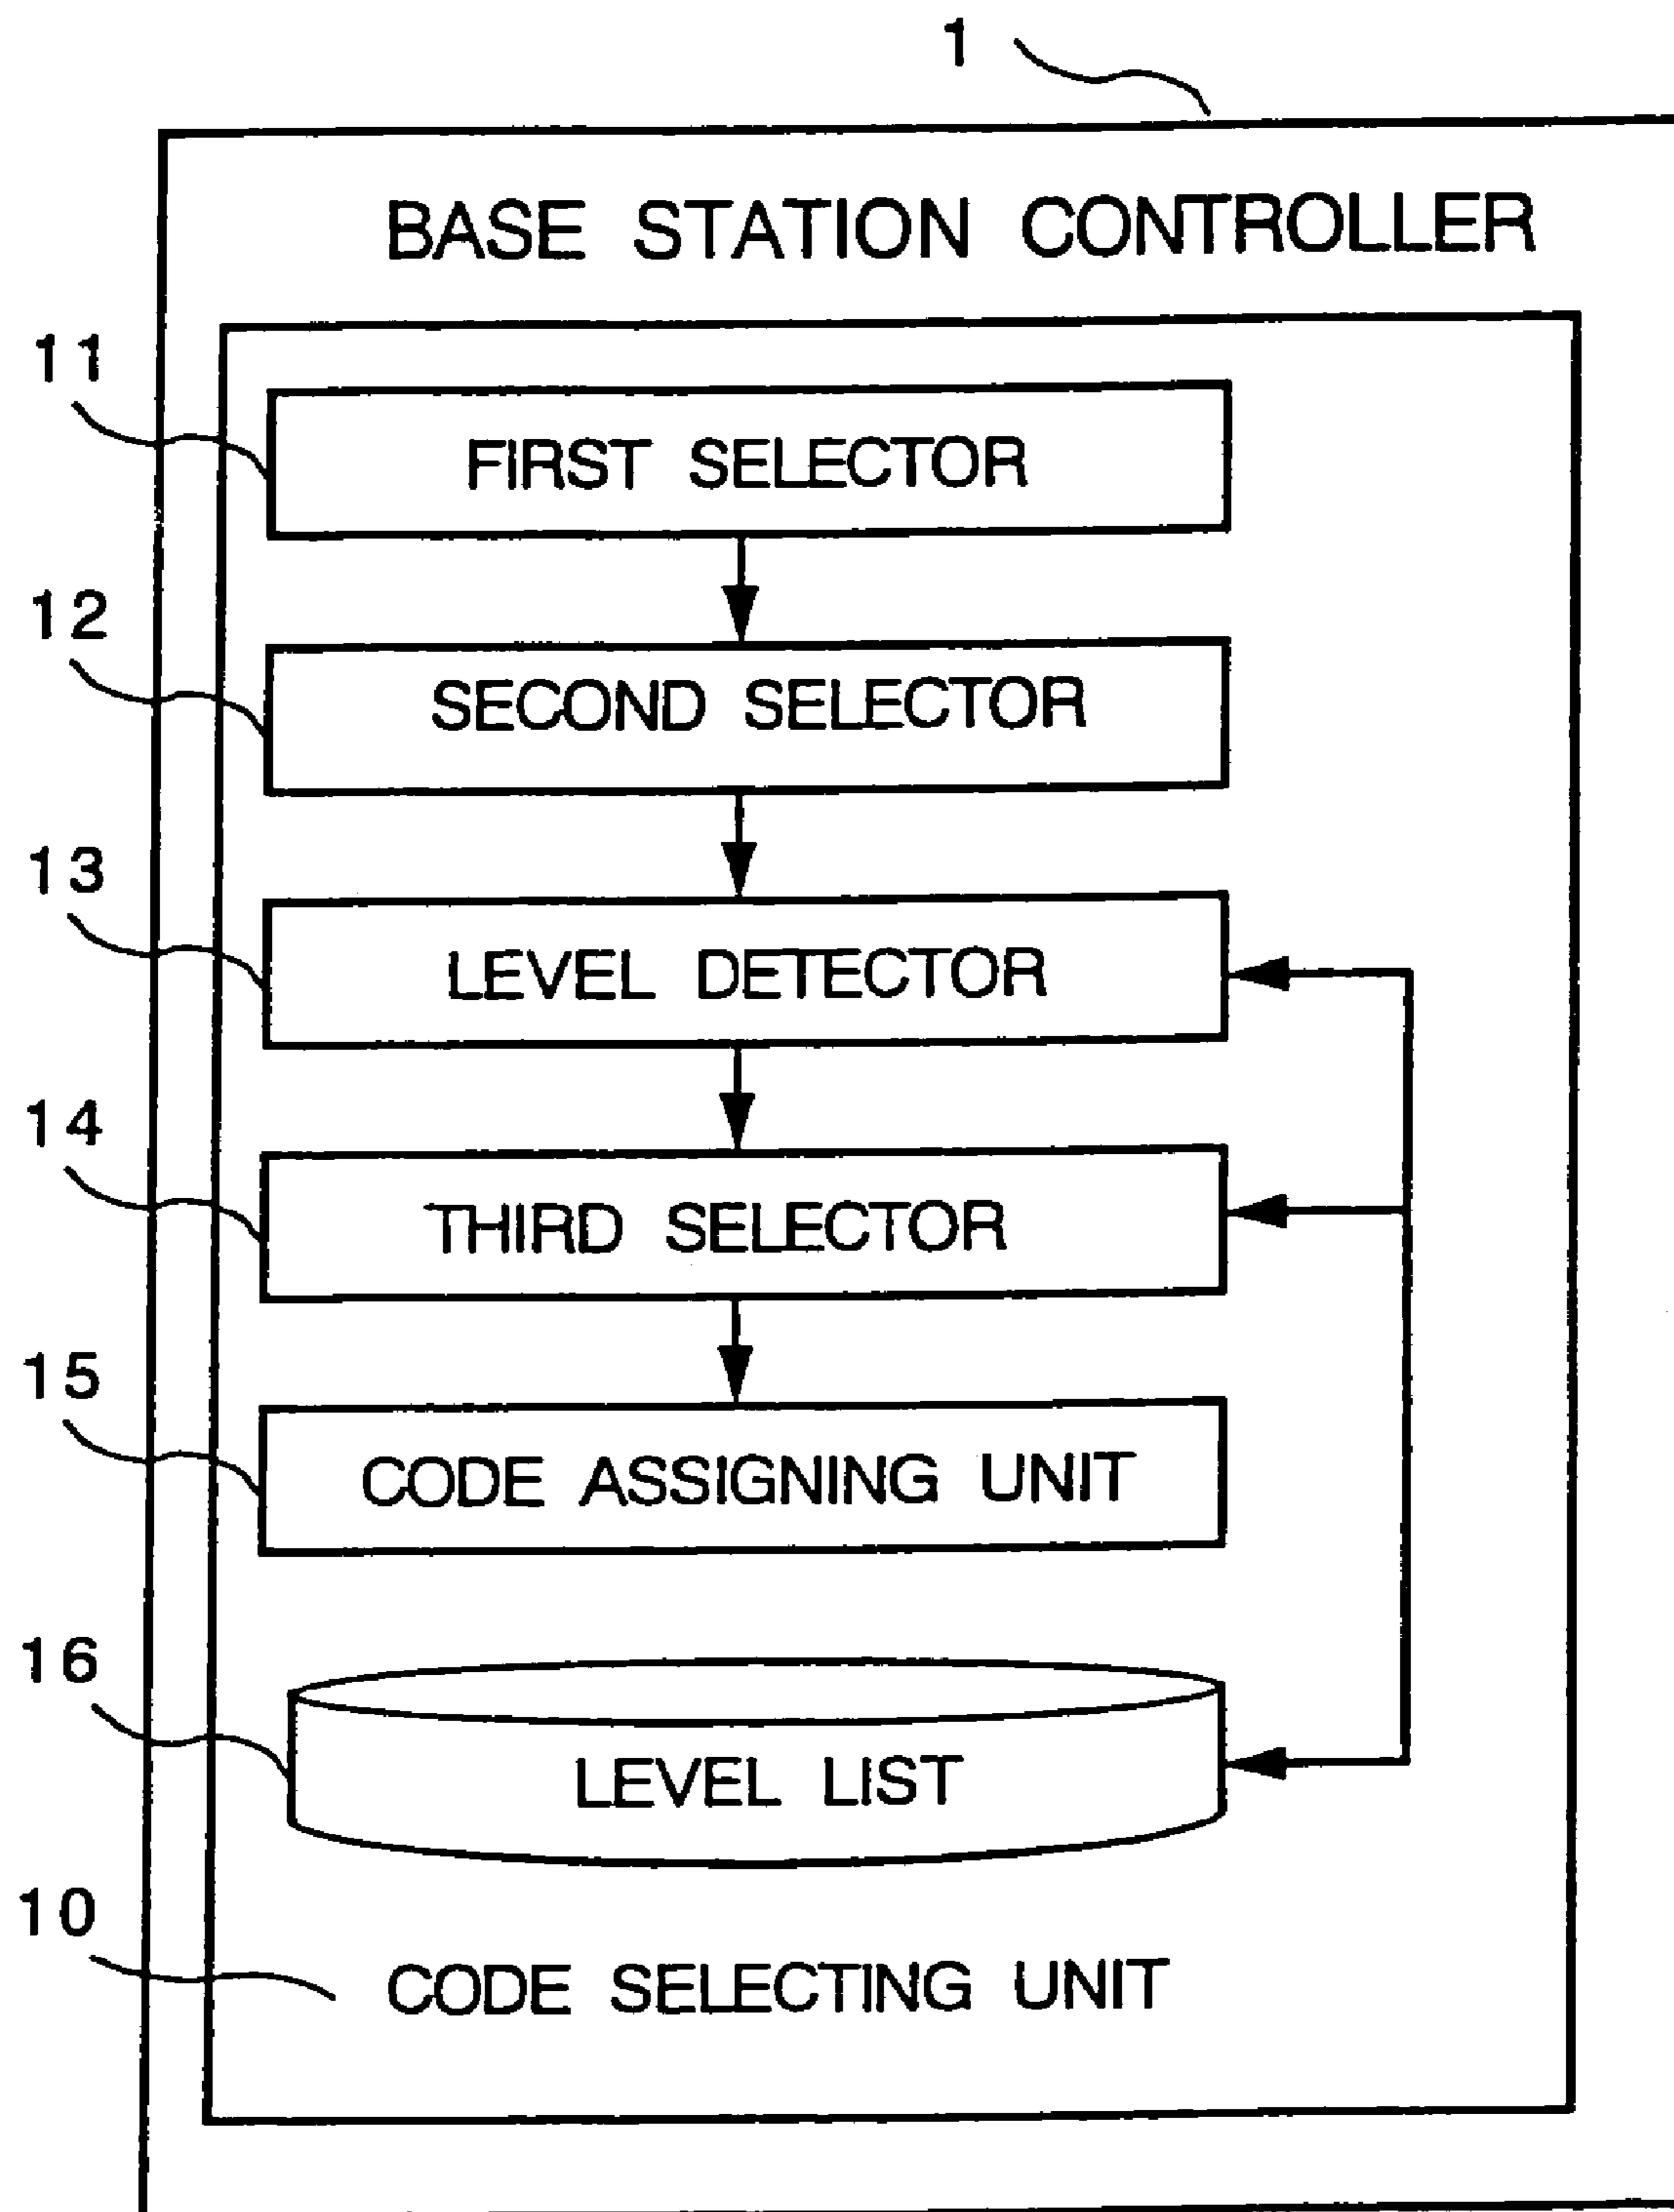 1
BASE STATION CONTROLLER
11
FIRST SELECTOR
12
SECOND SELECTOR
13
LEVEL DETECTOR
14
THIRD SELECTOR
15
CODE ASSIGNING UNIT
16
LEVEL LIST
10
CODE SELECTING UNIT